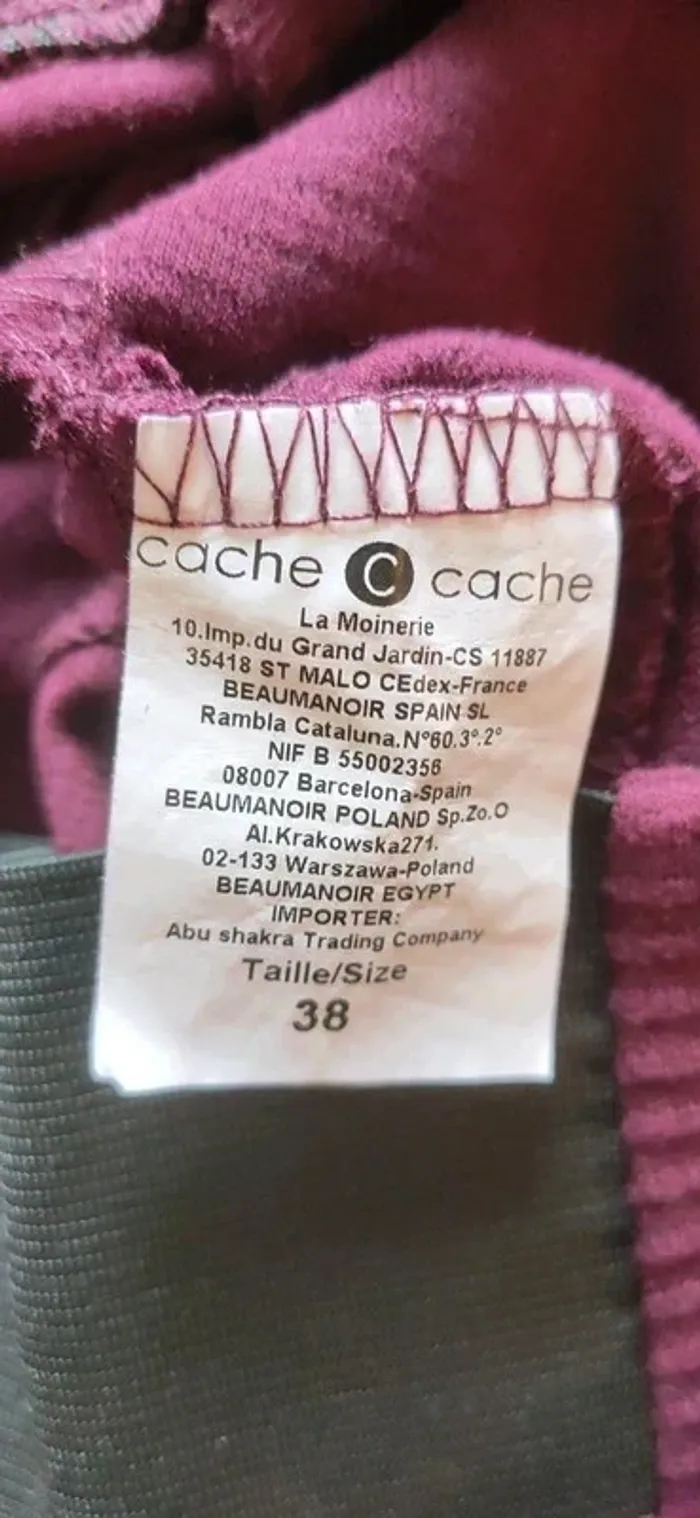 cache C cache
La Moinerie
10.Imp.du Grand Jardin-CS 11887
35418 ST MALO CEdex-France
BEAUMANOIR SPAIN SL
Rambla Cataluna.N°60.3º.2º
NIF B 55002356
08007 Barcelona-Spain
BEAUMANOIR POLAND Sp.Zo.O
Al.Krakowska271.
02-133 Warszawa-Poland
BEAUMANOIR EGYPT
IMPORTER:
Abu shakra Trading Company
Taille/Size
38